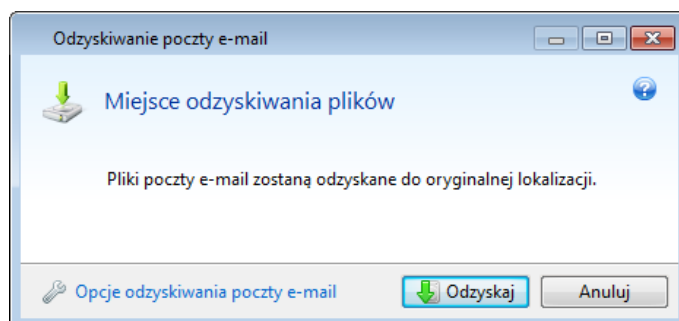 Odzyskiwanie poczty e-mail
Miejsce odzyskiwania plików
Pliki poczty e-mail zostaną odzyskane do oryginalnej lokalizacji.
Opcje odzyskiwania poczty e-mail Odzyskaj Anuluj